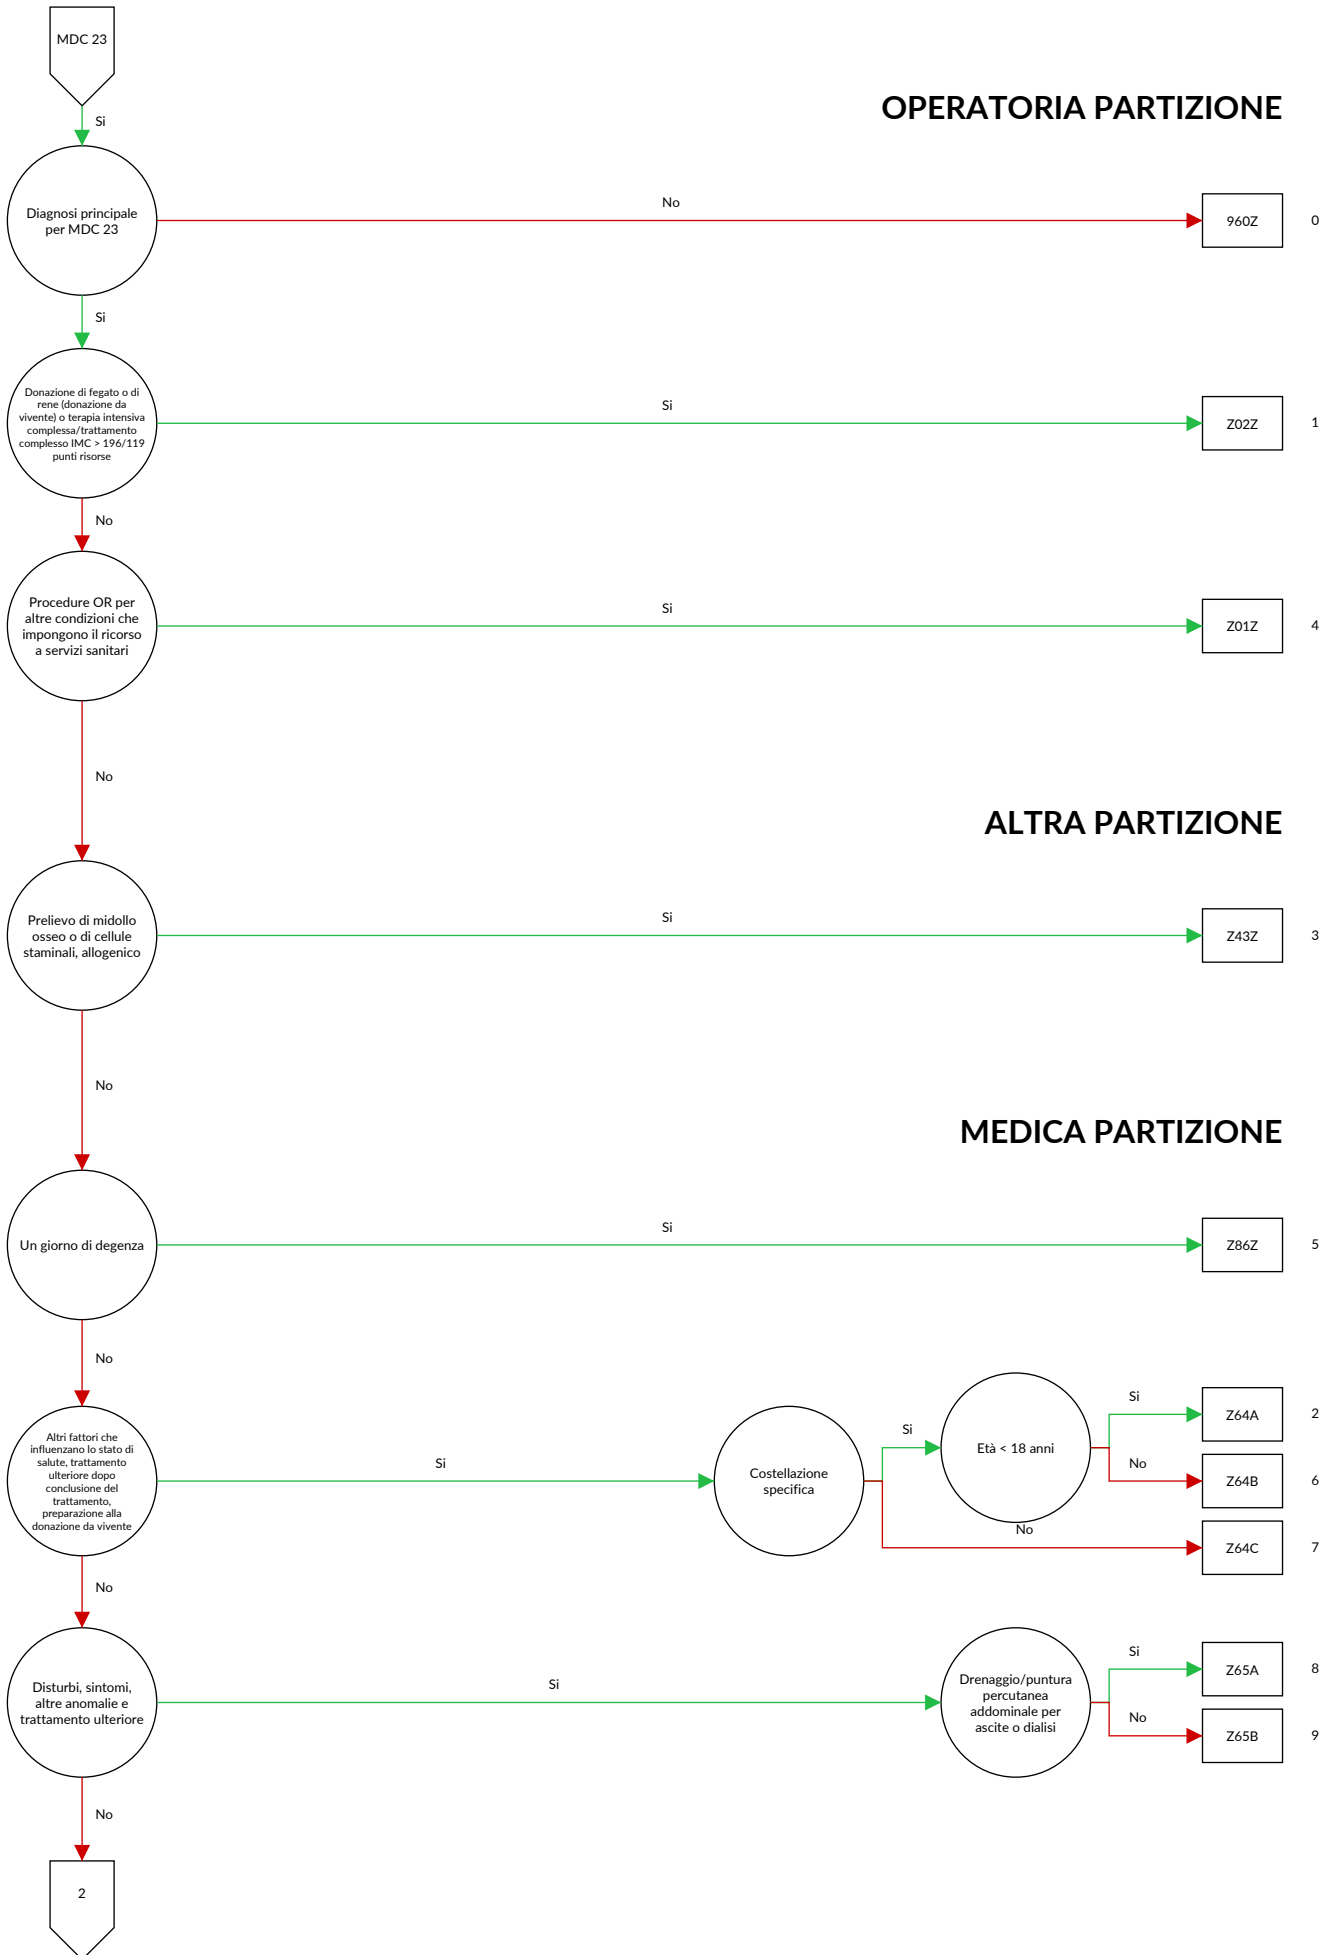 MDC 23
Si
OPERATORIA PARTIZIONE
Diagnosi principale
per MDC 23
No
960Z
0
Si
Donazione di fegato o di
rene (donazione da
vivente) o terapia intensiva
complessa/trattamento
complesso IMC > 196/119
punti risorse
Si
Z02Z
1
No
Procedure OR per
altre condizioni che
impongono il ricorso
a servizi sanitari
Si
Z01Z
4
No
ALTRA PARTIZIONE
Prelievo di midollo
osseo o di cellule
staminali, allogenico
Si
Z43Z
3
No
MEDICA PARTIZIONE
Un giorno di degenza
Si
Z86Z
5
No
Altri fattori che
influenzano lo stato di
salute, trattamento
ulteriore dopo
conclusione del
trattamento,
preparazione alla
donazione da vivente
Si
Costellazione
specifica
Si
Età < 18 anni
Si
Z64A
2
No
Z64B
6
No
Z64C
7
No
Disturbi, sintomi,
altre anomalie e
trattamento ulteriore
Si
Drenaggio/puntura
percutanea
addominale per
ascite o dialisi
Si
Z65A
8
No
Z65B
9
No
2